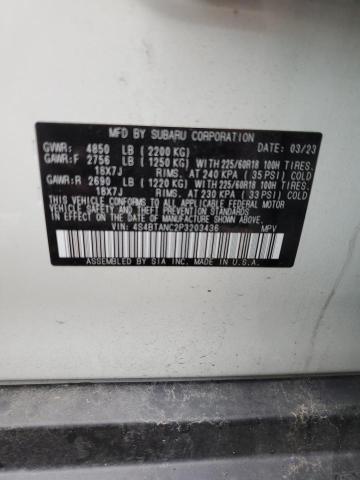 MFD BY SUBARU CORPORATION
GVWR: 4850 LB (2200 KG) DATE: 03/23
GAWR:F 2756 LB (1250 KG) WITH 225/60R18 100H TIRES.
18X7J RIMS. AT 240 KPA (35 PSI) COLD
GAWR:R 2690 LB (1220 KG) WITH 225/60R18 100H TIRES.
18X7J RIMS. AT 230 KPA (33 PSI) COLD
THIS VEHICLE CONFORMS TO ALL APPLICABLE FEDERAL MOTOR
VEHICLE SAFETY AND THEFT PREVENTION STANDARDS
IN EFFECT ON THE DATE OF MANUFACTURE SHOWN ABOVE.
VIN: 4S4BTANC2P3203436 MPV
ASSEMBLED BY SIA INC. MADE IN U.S.A.